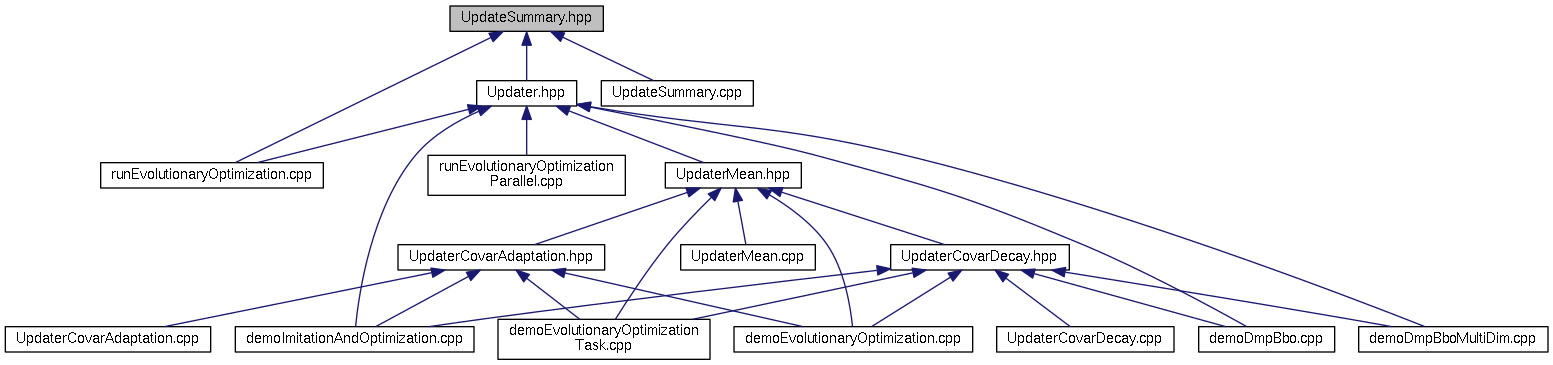 UpdateSummary.hpp
Updater.hpp
UpdateSummary.cpp
runEvolutionaryOptimization.cpp
runEvolutionaryOptimization
Parallel.cpp
UpdaterMean.hpp
UpdaterCovarAdaptation.hpp
UpdaterMean.cpp
UpdaterCovarDecay.hpp
UpdaterCovarAdaptation.cpp
demoImitationAndOptimization.cpp
demoEvolutionaryOptimization
Task.cpp
demoEvolutionaryOptimization.cpp
UpdaterCovarDecay.cpp
demoDmpBbo.cpp
demoDmpBboMultiDim.cpp